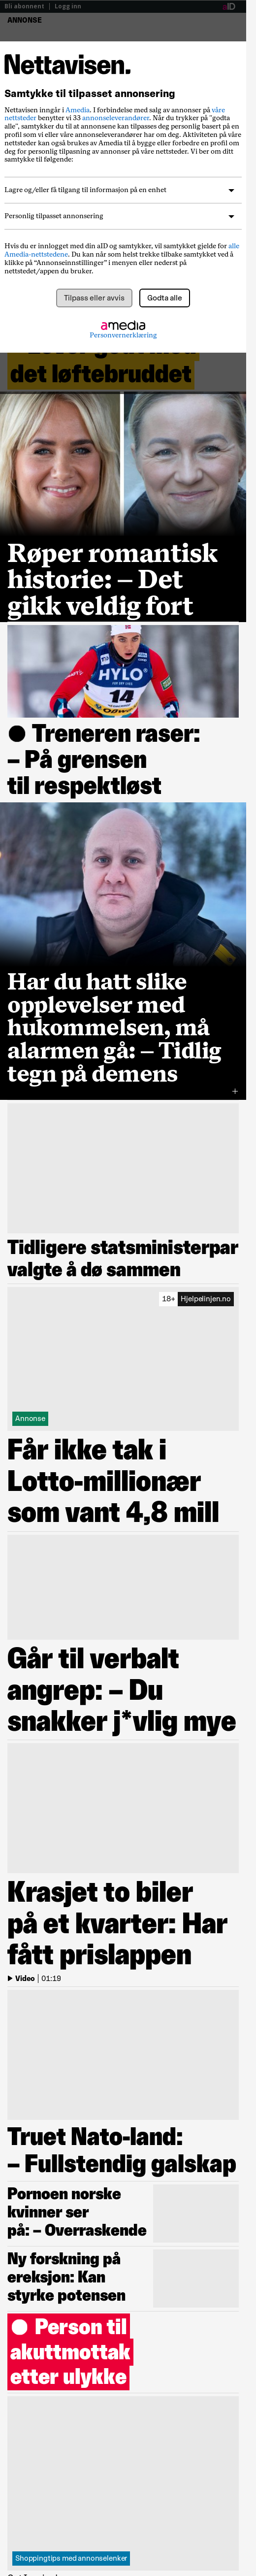 Bli abonnent | Logg inn
aID
ANNONSE
Nettavisen.
Samtykke til tilpasset annonsering
Nettavisen inngår i Amedia. I forbindelse med salg av annonser på våre
nettsteder benytter vi 33 annonseleverandører. Når du trykker på "godta
alle", samtykker du til at annonsene kan tilpasses deg personlig basert på en
profil som vi eller våre annonseleverandører har om deg. Aktiviteten på våre
nettsteder kan også brukes av Amedia til å bygge eller forbedre en profil om
deg for personlig tilpasning av annonser på våre nettsteder. Vi ber om ditt
samtykke til følgende:
Lagre og/eller få tilgang til informasjon på en enhet
Personlig tilpasset annonsering
Hvis du er innlogget med din aID og samtykker, vil samtykket gjelde for alle
Amedia-nettstedene. Du kan når som helst trekke tilbake samtykket ved å
klikke på “Annonseinnstillinger” i menyen eller nederst på
nettstedet/appen du bruker.
Tilpass eller avvis
Godta alle
amedia
Personvernerklæring
det løftebruddet
Røper romantisk
historie: – Det
gikk veldig fort
HYLO
14
● Treneren raser:
– På grensen
til respektløst
Har du hatt slike
opplevelser med
hukommelsen, må
alarmen gå: – Tidlig
tegn på demens
+
Tidligere statsministerpar
valgte å dø sammen
18+ Hjelpelinjen.no
Annonse
Får ikke tak i
Lotto-millionær
som vant 4,8 mill
Går til verbalt
angrep: – Du
snakker j*vlig mye
Krasjet to biler
på et kvarter: Har
fått prislappen
Video | 01:19
Truet Nato-land:
– Fullstendig galskap
Pornoen norske
kvinner ser
på: – Overraskende
Ny forskning på
ereksjon: Kan
styrke potensen
● Person til
akuttmottak
etter ulykke
Shoppingtips med annonselenker